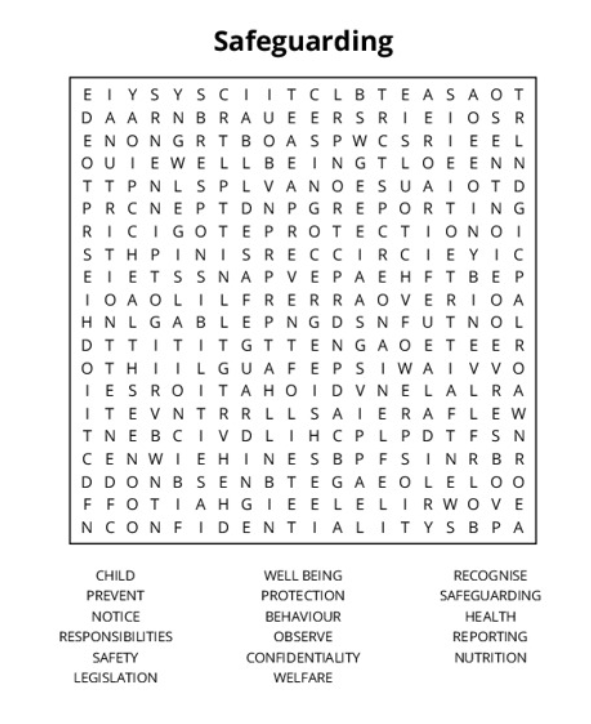 Safeguarding
E I Y S Y S C I I T C L B T E A S A O T
D A A R N B R A U E E R S R I E I O S R
E N O N G R T B O A S P W C S R I E E L
O U I E W E L L B E I N G T L O E E N N
T T P N L S P L V A N O E S U A I O T D
P R C N E P T D N P G R E P O R T I N G
R I C I G O T E P R O T E C T I O N O I
S T H P I N I S R E C C I R C I E Y I C
E I E T S S N A P V E P A E H F T B E P
I O A O L I L F R E R R A O V E R I O A
H N L G A B L E P N G D S N F U T N O L
D T T I T I T G T T E N G A O E T E E R
O T H I I L G U A F E P S I W A I V V O
I E S R O I T A H O I D V N E L A L R A
I T E V N T R R L L S A I E R A F L E W
T N E B C I V D L I H C P L P D T F S N
C E N W I E H I N E S B P F S I N R B R
D D O N B S E N B T E G A E O L E L O O
F F O T I A H G I E E L E L I R W O V E
N C O N F I D E N T I A L I T Y S B P A
CHILD WELL BEING RECOGNISE
PREVENT PROTECTION SAFEGUARDING
NOTICE BEHAVIOUR HEALTH
RESPONSIBILITIES OBSERVE REPORTING
SAFETY CONFIDENTIALITY NUTRITION
LEGISLATION WELFARE